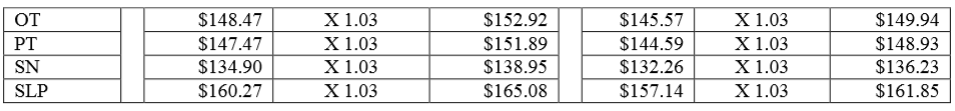 OT $148.47 X 1.03 $152.92 $145.57 X 1.03 $149.94
PT $147.47 X 1.03 $151.89 $144.59 X 1.03 $148.93
SN $134.90 X 1.03 $138.95 $132.26 X 1.03 $136.23
SLP $160.27 X 1.03 $165.08 $157.14 X 1.03 $161.85